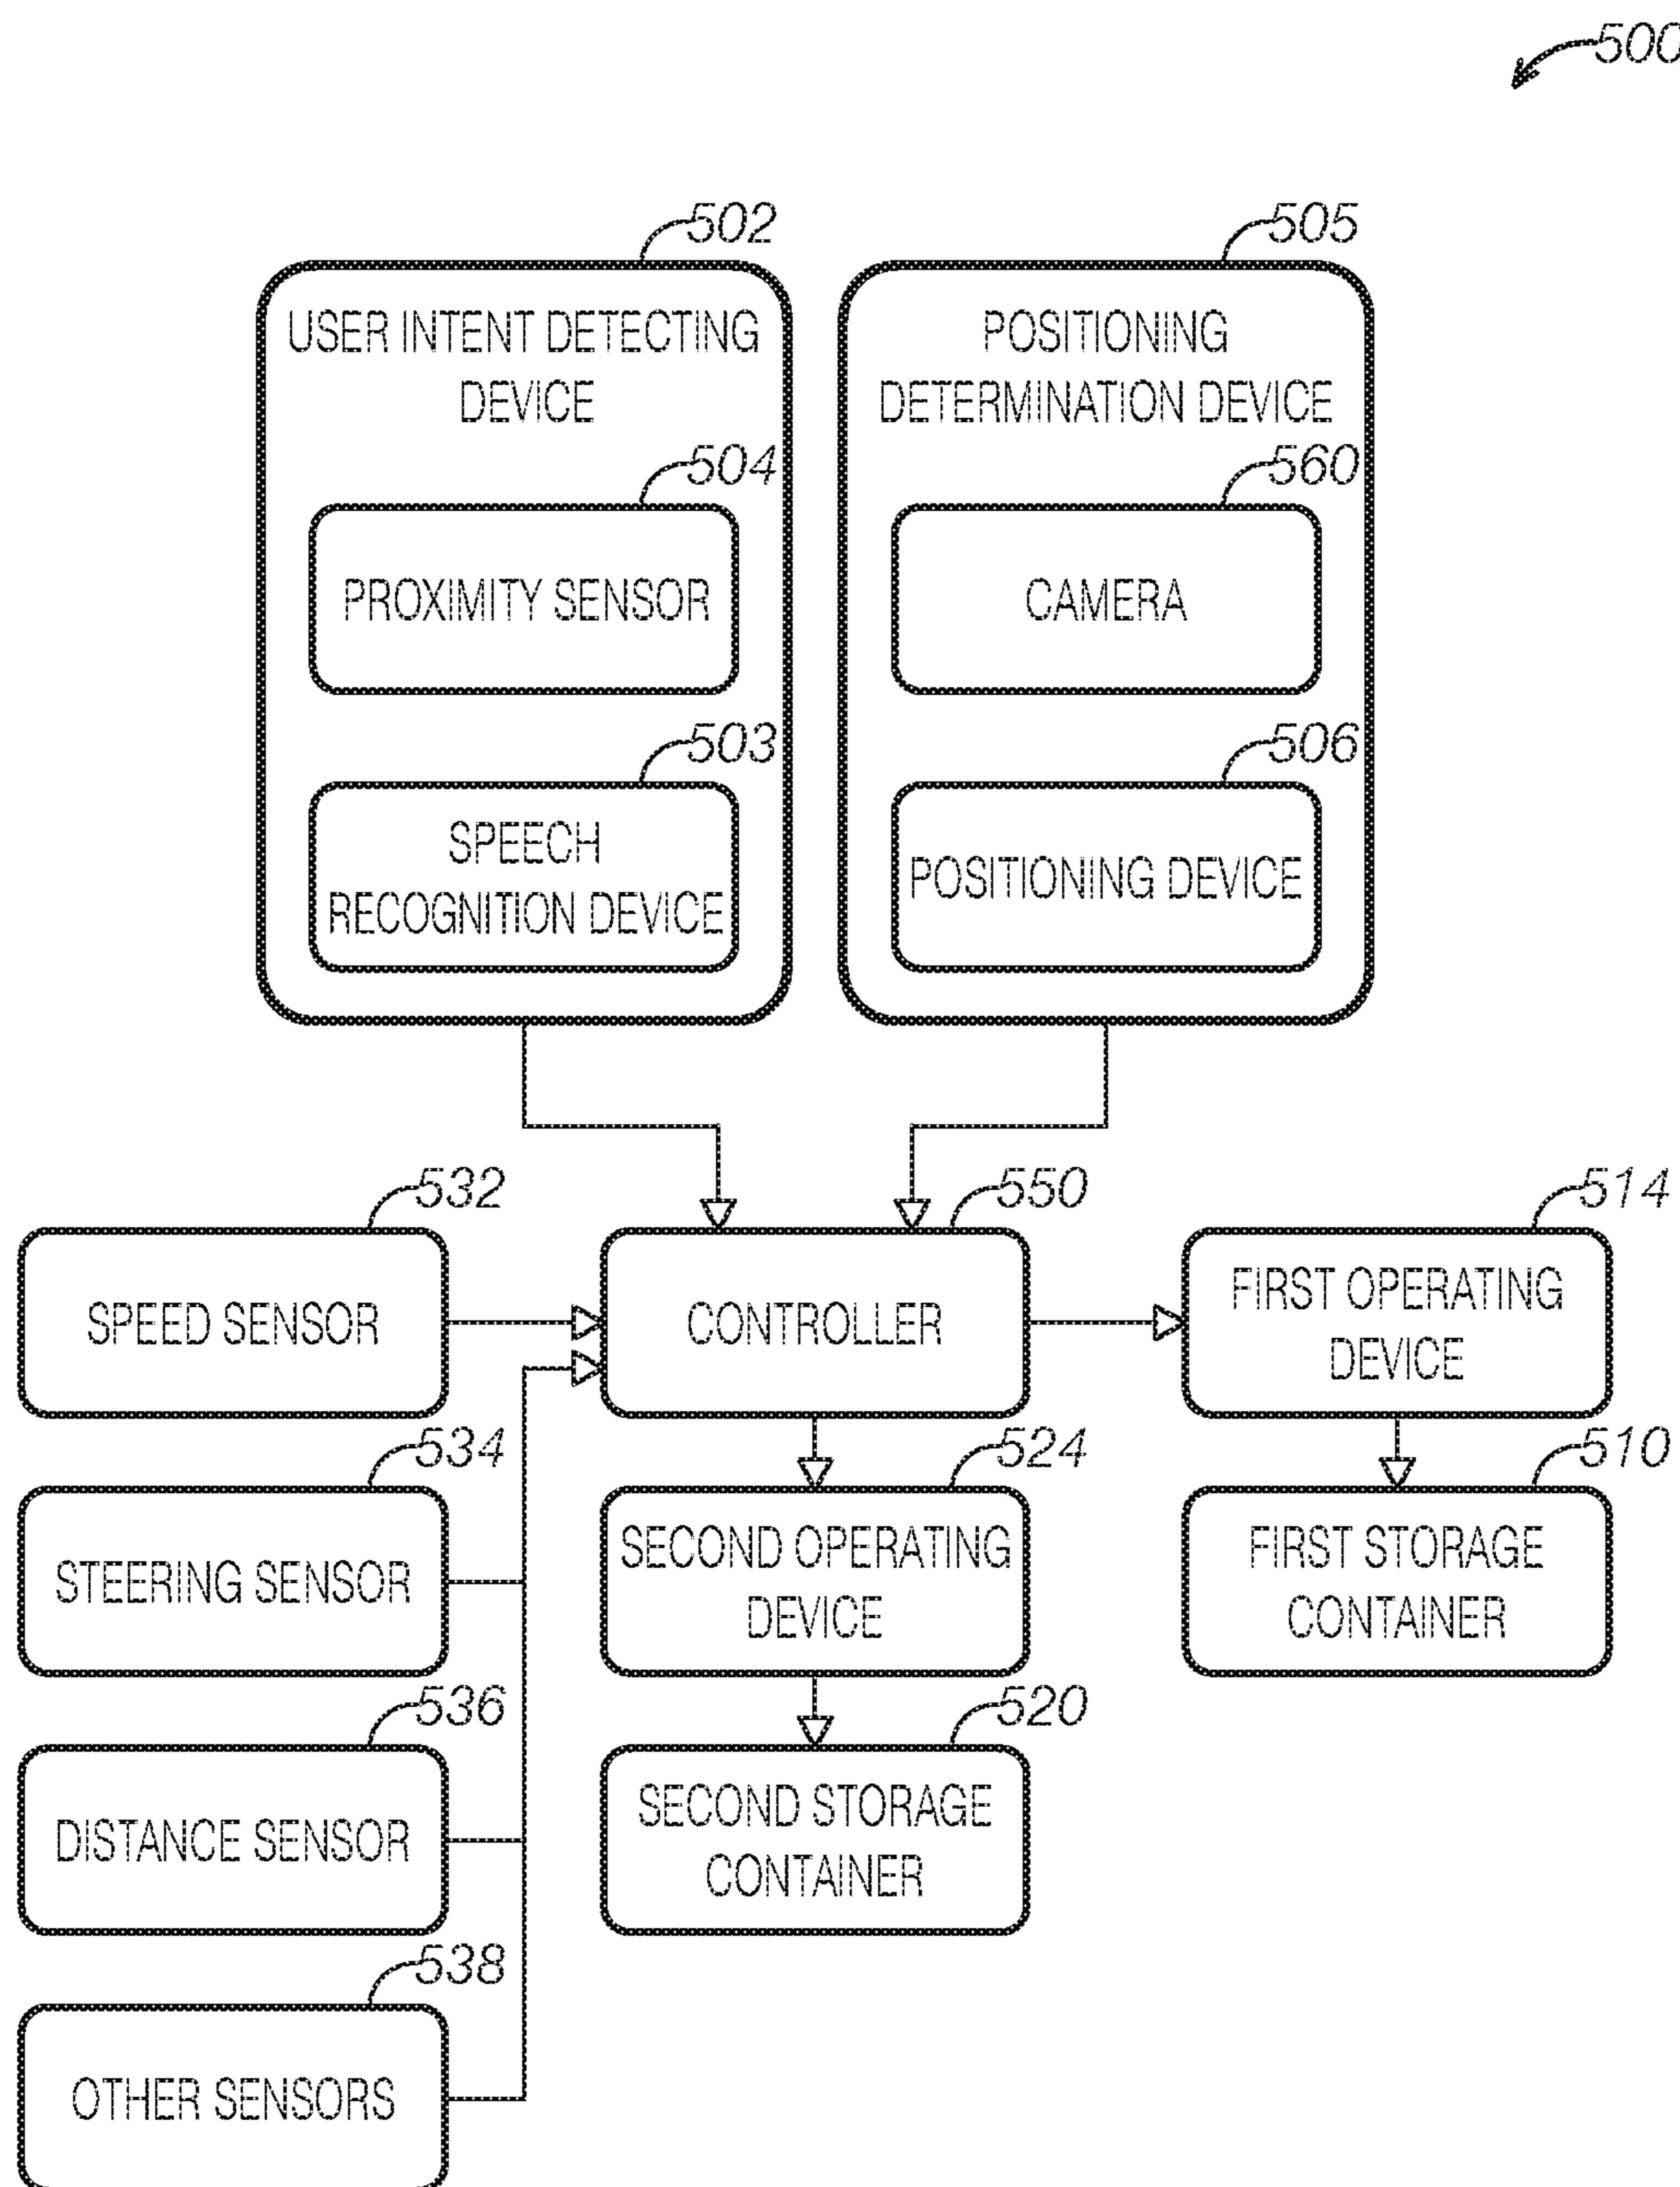 500
502
505
USER INTENT DETECTING
DEVICE
POSITIONING
DETERMINATION DEVICE
504
560
PROXIMITY SENSOR
CAMERA
503
506
SPEECH
RECOGNITION DEVICE
POSITIONING DEVICE
532
550
514
SPEED SENSOR
CONTROLLER
FIRST OPERATING
DEVICE
534
524
510
STEERING SENSOR
SECOND OPERATING
DEVICE
FIRST STORAGE
CONTAINER
536
520
DISTANCE SENSOR
SECOND STORAGE
CONTAINER
538
OTHER SENSORS